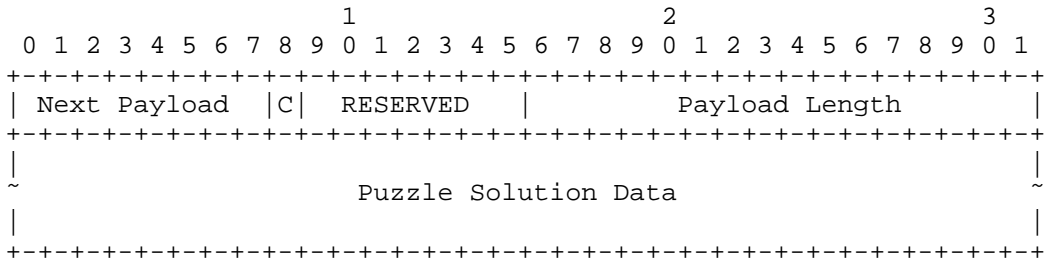 1                   2                   3
 0 1 2 3 4 5 6 7 8 9 0 1 2 3 4 5 6 7 8 9 0 1 2 3 4 5 6 7 8 9 0 1
+-+-+-+-+-+-+-+-+-+-+-+-+-+-+-+-+-+-+-+-+-+-+-+-+-+-+-+-+-+-+-+-+
| Next Payload  |C|  RESERVED   |         Payload Length        |
+-+-+-+-+-+-+-+-+-+-+-+-+-+-+-+-+-+-+-+-+-+-+-+-+-+-+-+-+-+-+-+-+
|                                                               |
~                     Puzzle Solution Data                      ~
|                                                               |
+-+-+-+-+-+-+-+-+-+-+-+-+-+-+-+-+-+-+-+-+-+-+-+-+-+-+-+-+-+-+-+-+